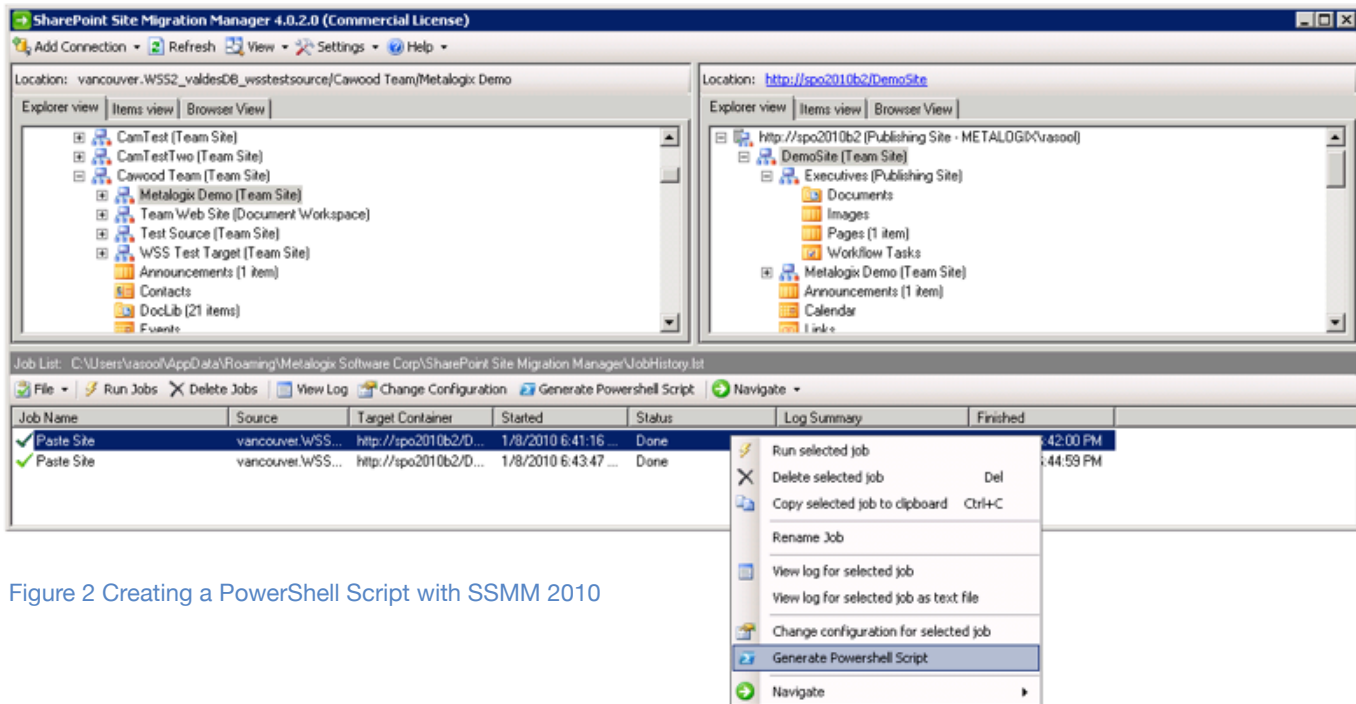 SharePoint Site Migration Manager 4.0.2.0 (Commercial License)
Add Connection Refresh View Settings Help
Location: vancouver.WSS2_valdesDB_wsstestsource/Cawood Team/Metalogix Demo
Explorer view Items view Browser View
CamTest (Team Site)
CamTestTwo (Team Site)
Cawood Team (Team Site)
Metalogix Demo (Team Site)
Team Web Site (Document Workspace)
Test Source (Team Site)
WSS Test Target (Team Site)
Announcements (1 item)
Contacts
DocLib (21 items)
Events
Location: http://spo2010b2/DemoSite
Explorer view Items view Browser View
http://spo2010b2 (Publishing Site - METALOGIX\rasool)
DemoSite (Team Site)
Executives (Publishing Site)
Documents
Images
Pages (1 item)
Workflow Tasks
Metalogix Demo (Team Site)
Announcements (1 item)
Calendar
Links
Job List: C:\Users\rasool\AppData\Roaming\Metalogix Software Corp\SharePoint Site Migration Manager\JobHistory.lst
File Run Jobs Delete Jobs View Log Change Configuration Generate Powershell Script Navigate
Job Name Source Target Container Started Status Log Summary Finished
Paste Site vancouver.WSS... http://spo2010b2/D... 1/8/2010 6:41:16 ... Done :42:00 PM
Paste Site vancouver.WSS... http://spo2010b2/D... 1/8/2010 6:43:47 ... Done :44:59 PM
Run selected job
Delete selected job Del
Copy selected job to clipboard Ctrl+C
Rename Job
View log for selected job
View log for selected job as text file
Change configuration for selected job
Generate Powershell Script
Navigate
Figure 2 Creating a PowerShell Script with SSMM 2010